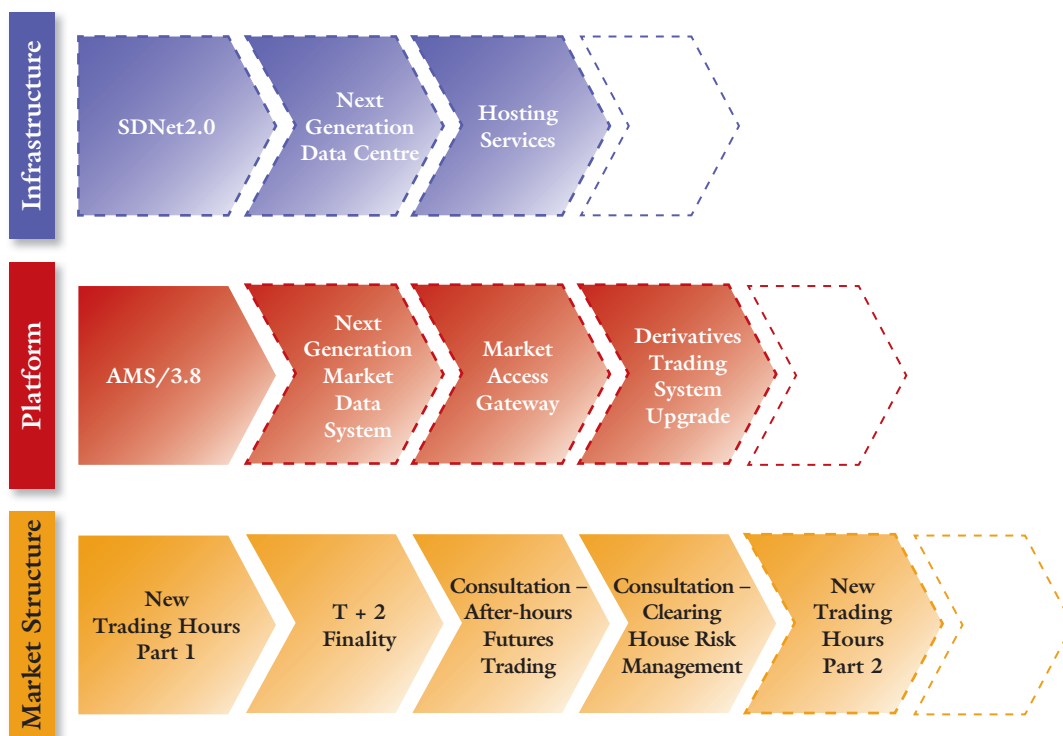 Infrastructure
SDNet2.0
Next
Generation
Data Centre
Hosting
Services
Platform
AMS/3.8
Next
Generation
Market
Data
System
Market
Access
Gateway
Derivatives
Trading
System
Upgrade
Market Structure
New
Trading Hours
Part 1
T + 2
Finality
Consultation –
After-hours
Futures
Trading
Consultation –
Clearing
House Risk
Management
New
Trading
Hours
Part 2